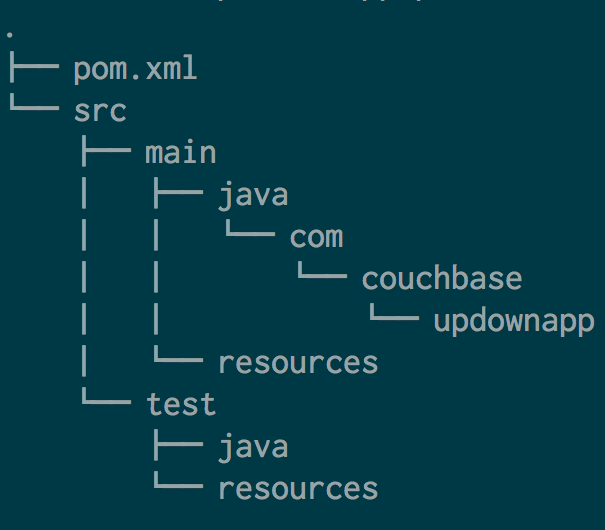 .
├── pom.xml
└── src
    ├── main
    │   ├── java
    │   │   └── com
    │   │       └── couchbase
    │   │           └── updownapp
    │   └── resources
    └── test
        ├── java
        └── resources